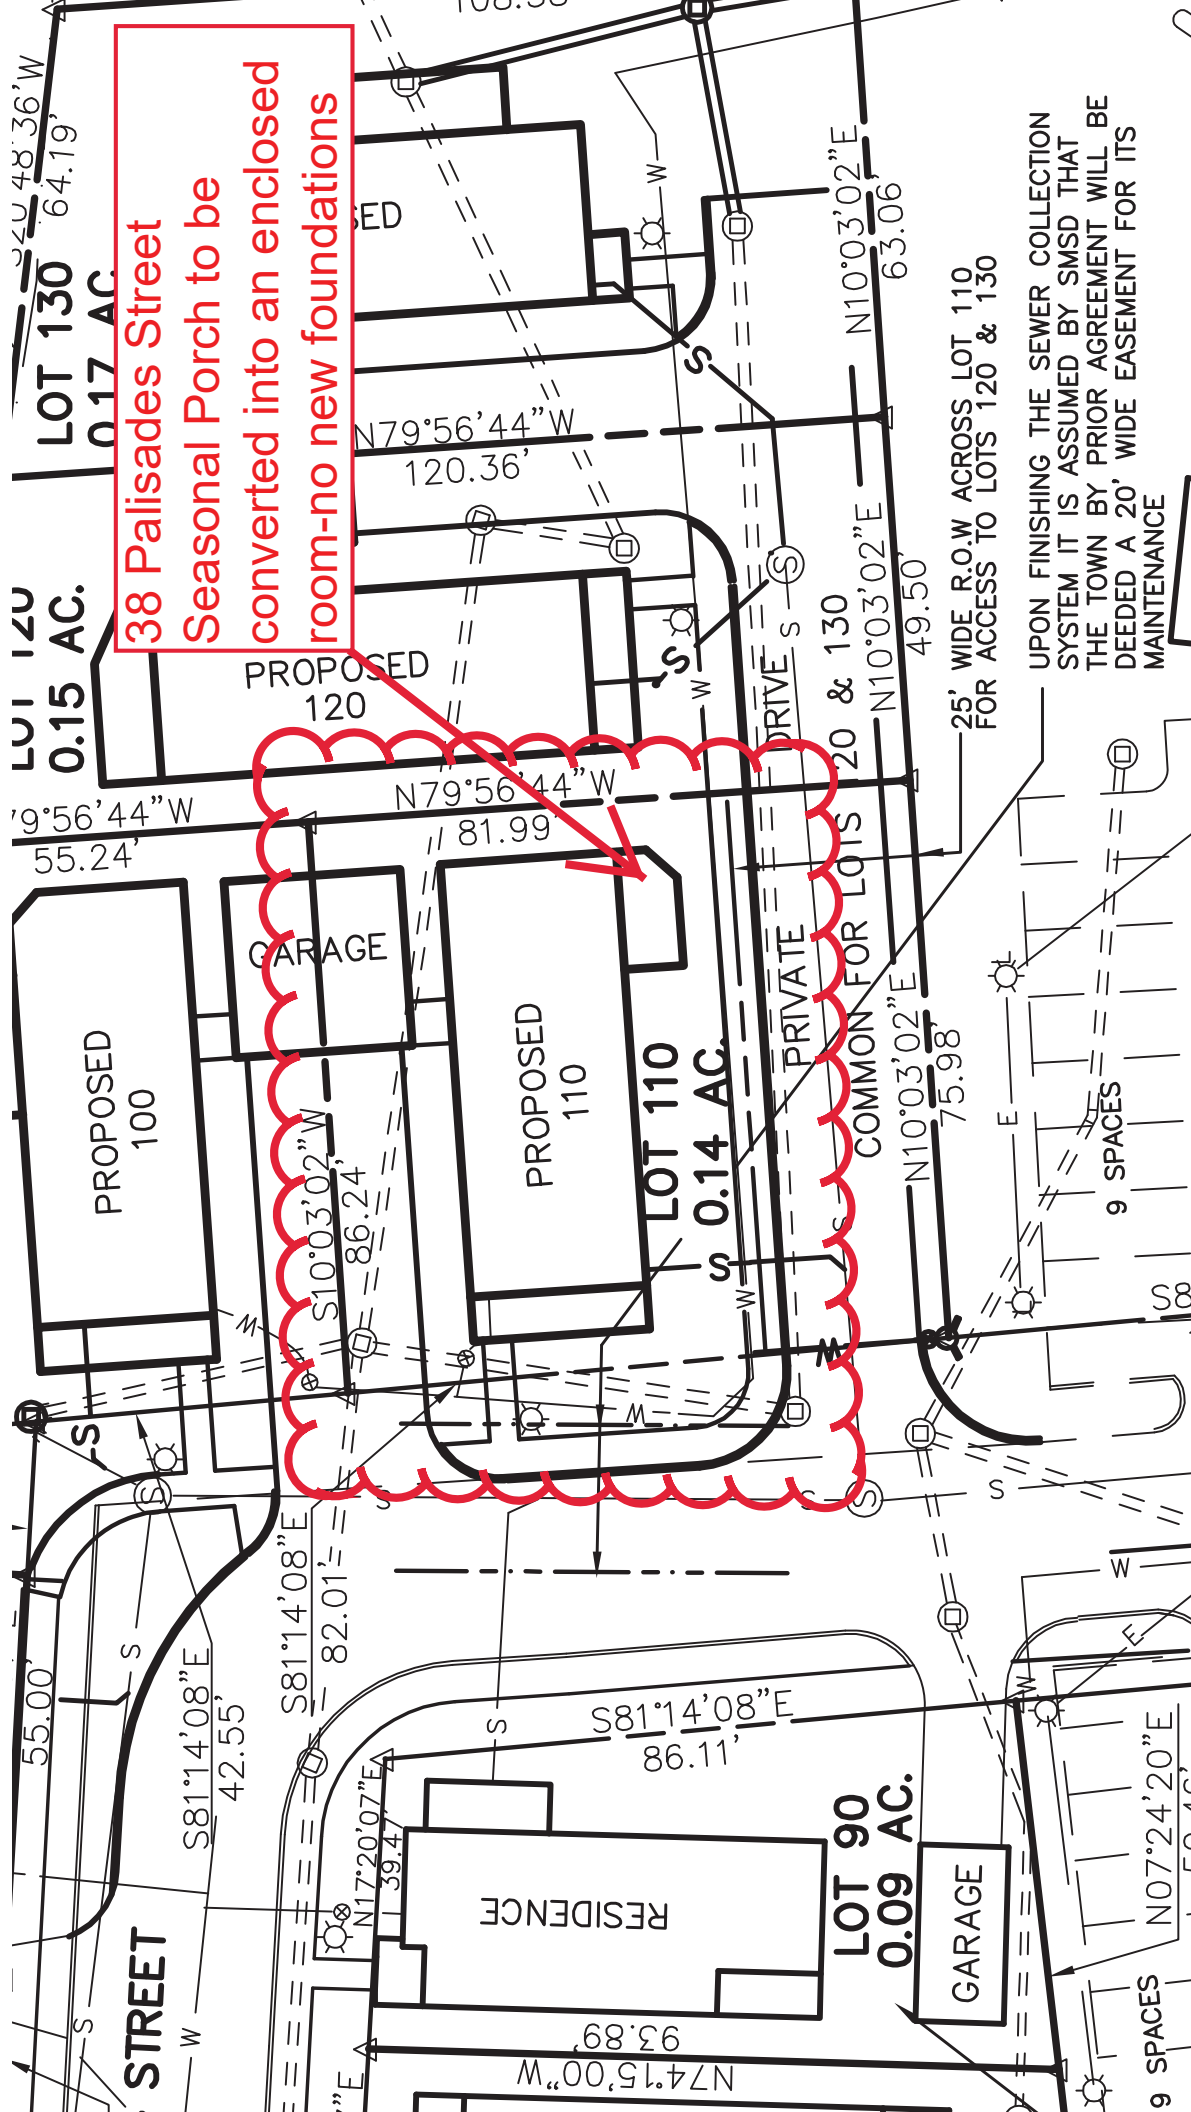 38 Palisades Street
Seasonal Porch to be
converted into an enclosed
room-no new foundations
64.19'
LOT 130
0.17 AC.
N79°56'44"W
120.36'
N10°03'02"E
63.06'
LOT 120
0.15 AC.
PROPOSED
120
N79°56'44"W
81.99'
55.24'
N10°03'02"E
49.50'
25' WIDE R.O.W ACROSS LOT 110
FOR ACCESS TO LOTS 120 & 130
UPON FINISHING THE SEWER COLLECTION
SYSTEM IT IS ASSUMED BY SMSD THAT
THE TOWN BY PRIOR AGREEMENT WILL BE
DEEDED A 20' WIDE EASEMENT FOR ITS
MAINTENANCE
PRIVATE DRIVE
COMMON FOR LOTS 120 & 130
GARAGE
PROPOSED
100
PROPOSED
110
LOT 110
0.14 AC.
S10°03'02"W
86.24'
N10°03'02"E
75.98'
9 SPACES
S81°14'08"E
82.01'
S81°14'08"E
42.55'
55.00'
S81°14'08"E
86.11'
N17°20'07"E
39.47'
RESIDENCE
LOT 90
0.09 AC.
GARAGE
N07°24'20"E
93.89'
N74°15'00"W
STREET
9 SPACES
S
S
S
S
S
W
W
W
W
E
E